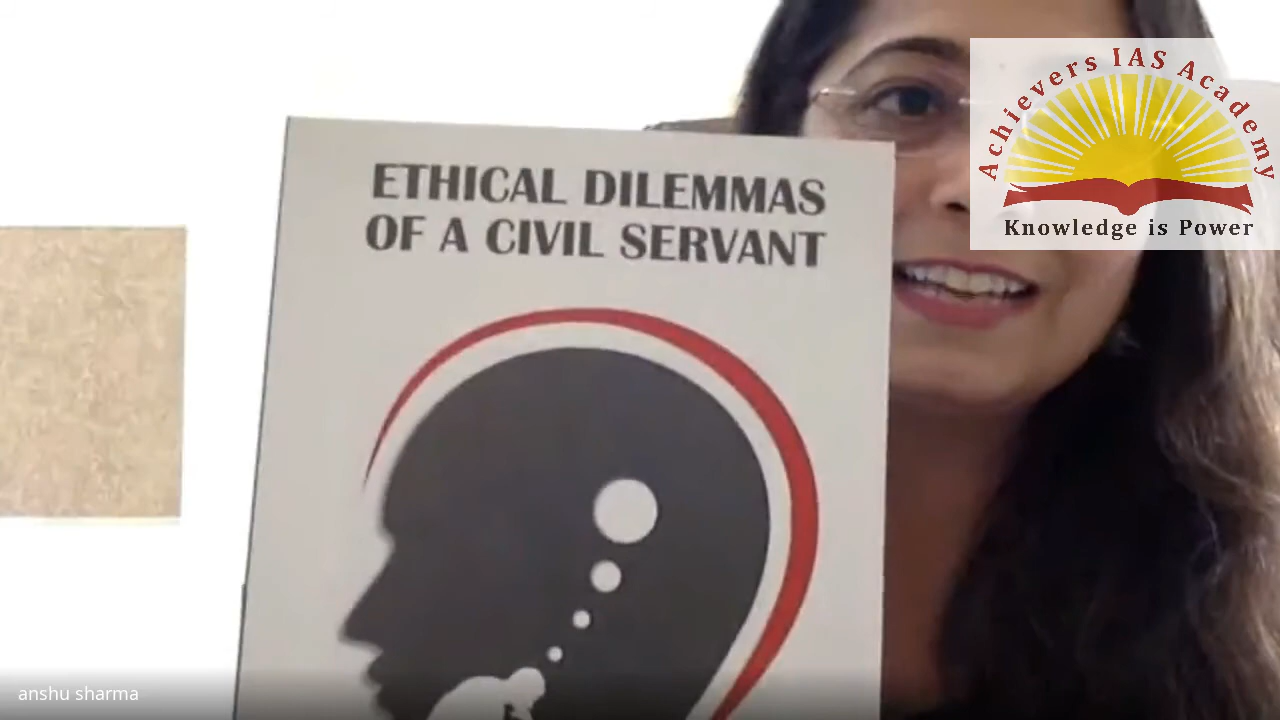 ETHICAL DILEMMAS
OF A CIVIL SERVANT
Achievers IAS Academy
Knowledge is Power
anshu sharma